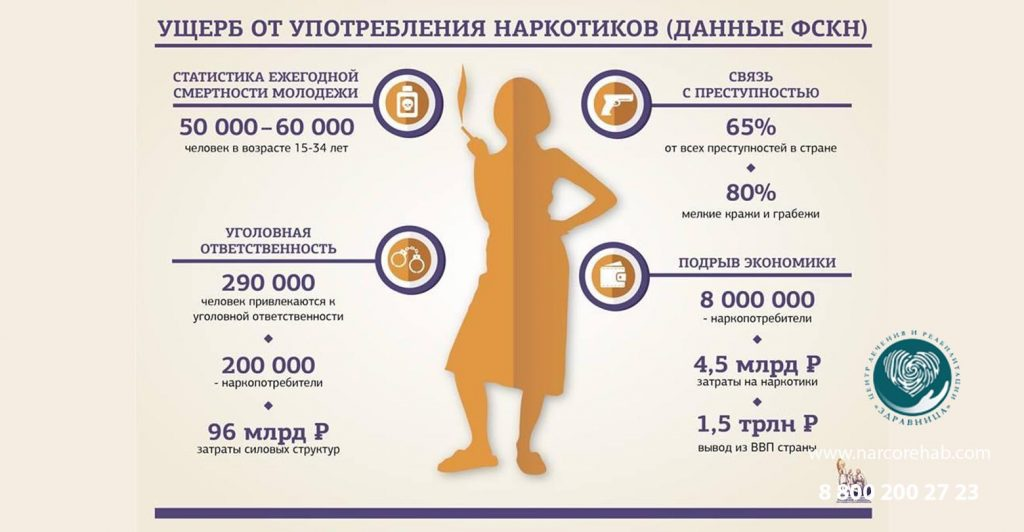 УЩЕРБ ОТ УПОТРЕБЛЕНИЯ НАРКОТИКОВ (ДАННЫЕ ФСКН)
СТАТИСТИКА ЕЖЕГОДНОЙ
СМЕРТНОСТИ МОЛОДЕЖИ
50 000 – 60 000
человек в возрасте 15-34 лет
УГОЛОВНАЯ
ОТВЕТСТВЕННОСТЬ
290 000
человек привлекаются к
уголовной ответственности
200 000
- наркопотребители
96 млрд ₽
затраты силовых структур
СВЯЗЬ
С ПРЕСТУПНОСТЬЮ
65%
от всех преступностей в стране
80%
мелкие кражи и грабежи
ПОДРЫВ ЭКОНОМИКИ
8 000 000
- наркопотребители
4,5 млрд ₽
затраты на наркотики
1,5 трлн ₽
вывод из ВВП страны
ЦЕНТР ЛЕЧЕНИЯ И РЕАБИЛИТАЦИИ
«ЗДРАВНИЦА»
www.narcorehab.com
8 800 200 27 23